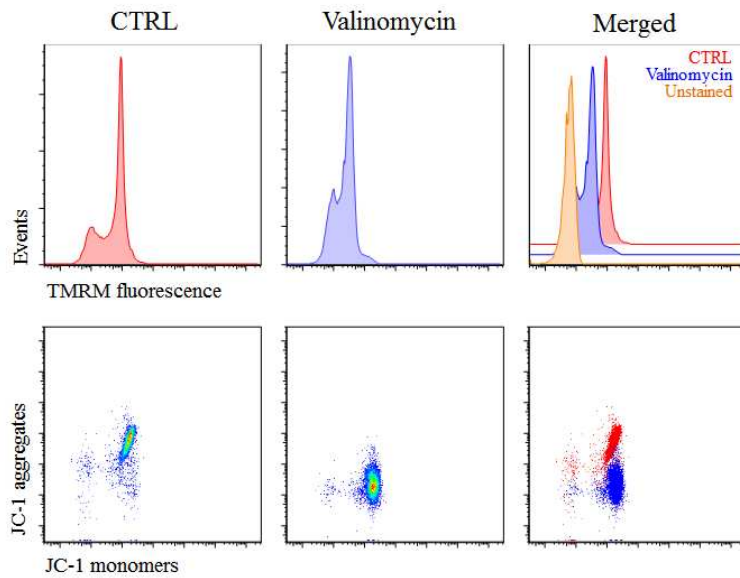 CTRL
Valinomycin
Merged
CTRL
Valinomycin
Unstained
Events
TMRM fluorescence
JC-1 aggregates
JC-1 monomers